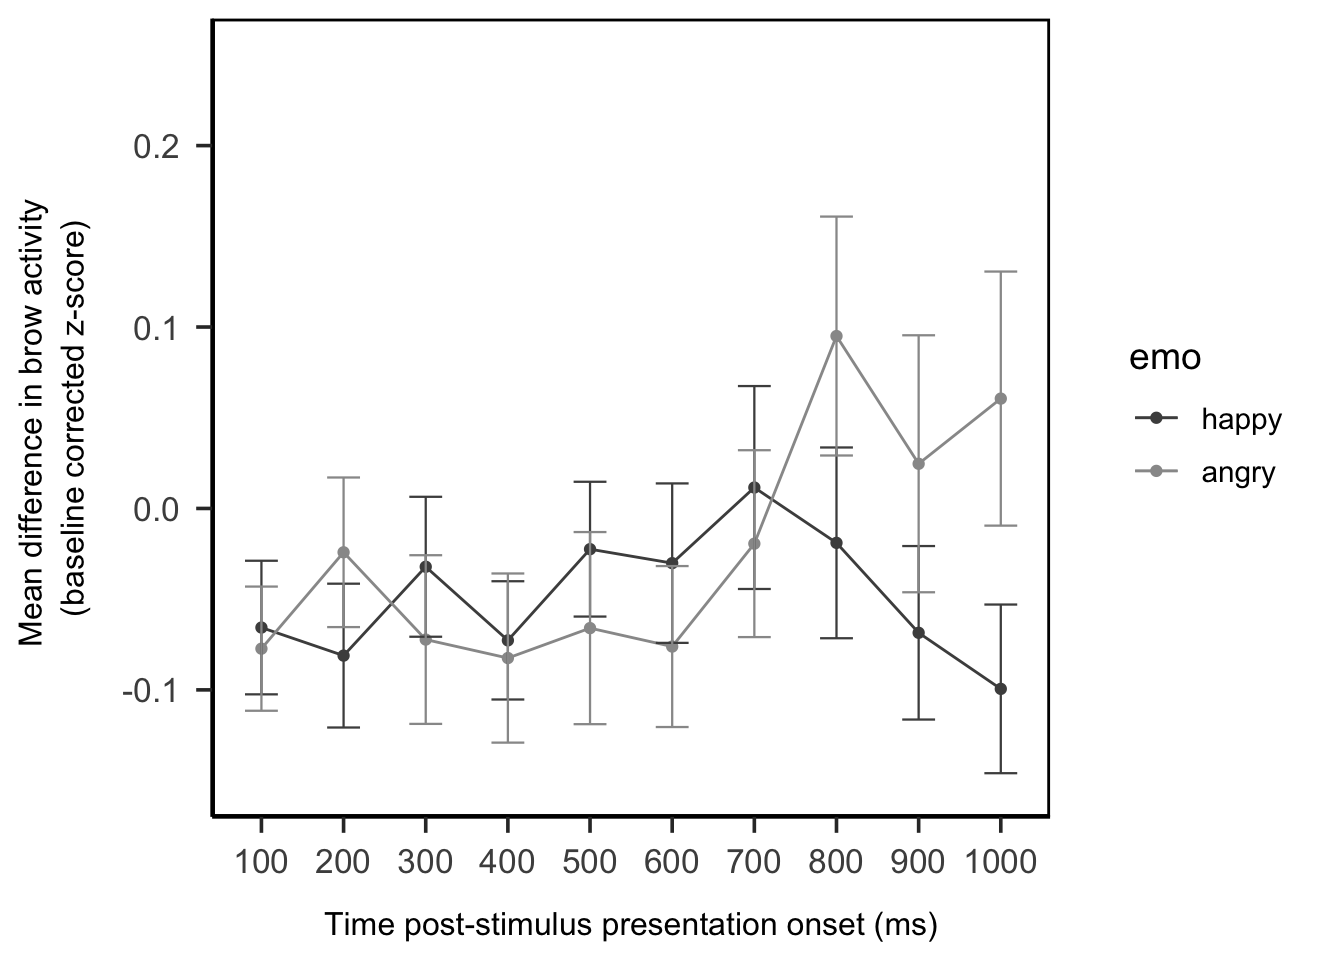 Mean difference in brow activity
(baseline corrected z-score)
0.2
0.1
0.0
-0.1
100 200 300 400 500 600 700 800 900 1000
Time post-stimulus presentation onset (ms)
emo
happy
angry